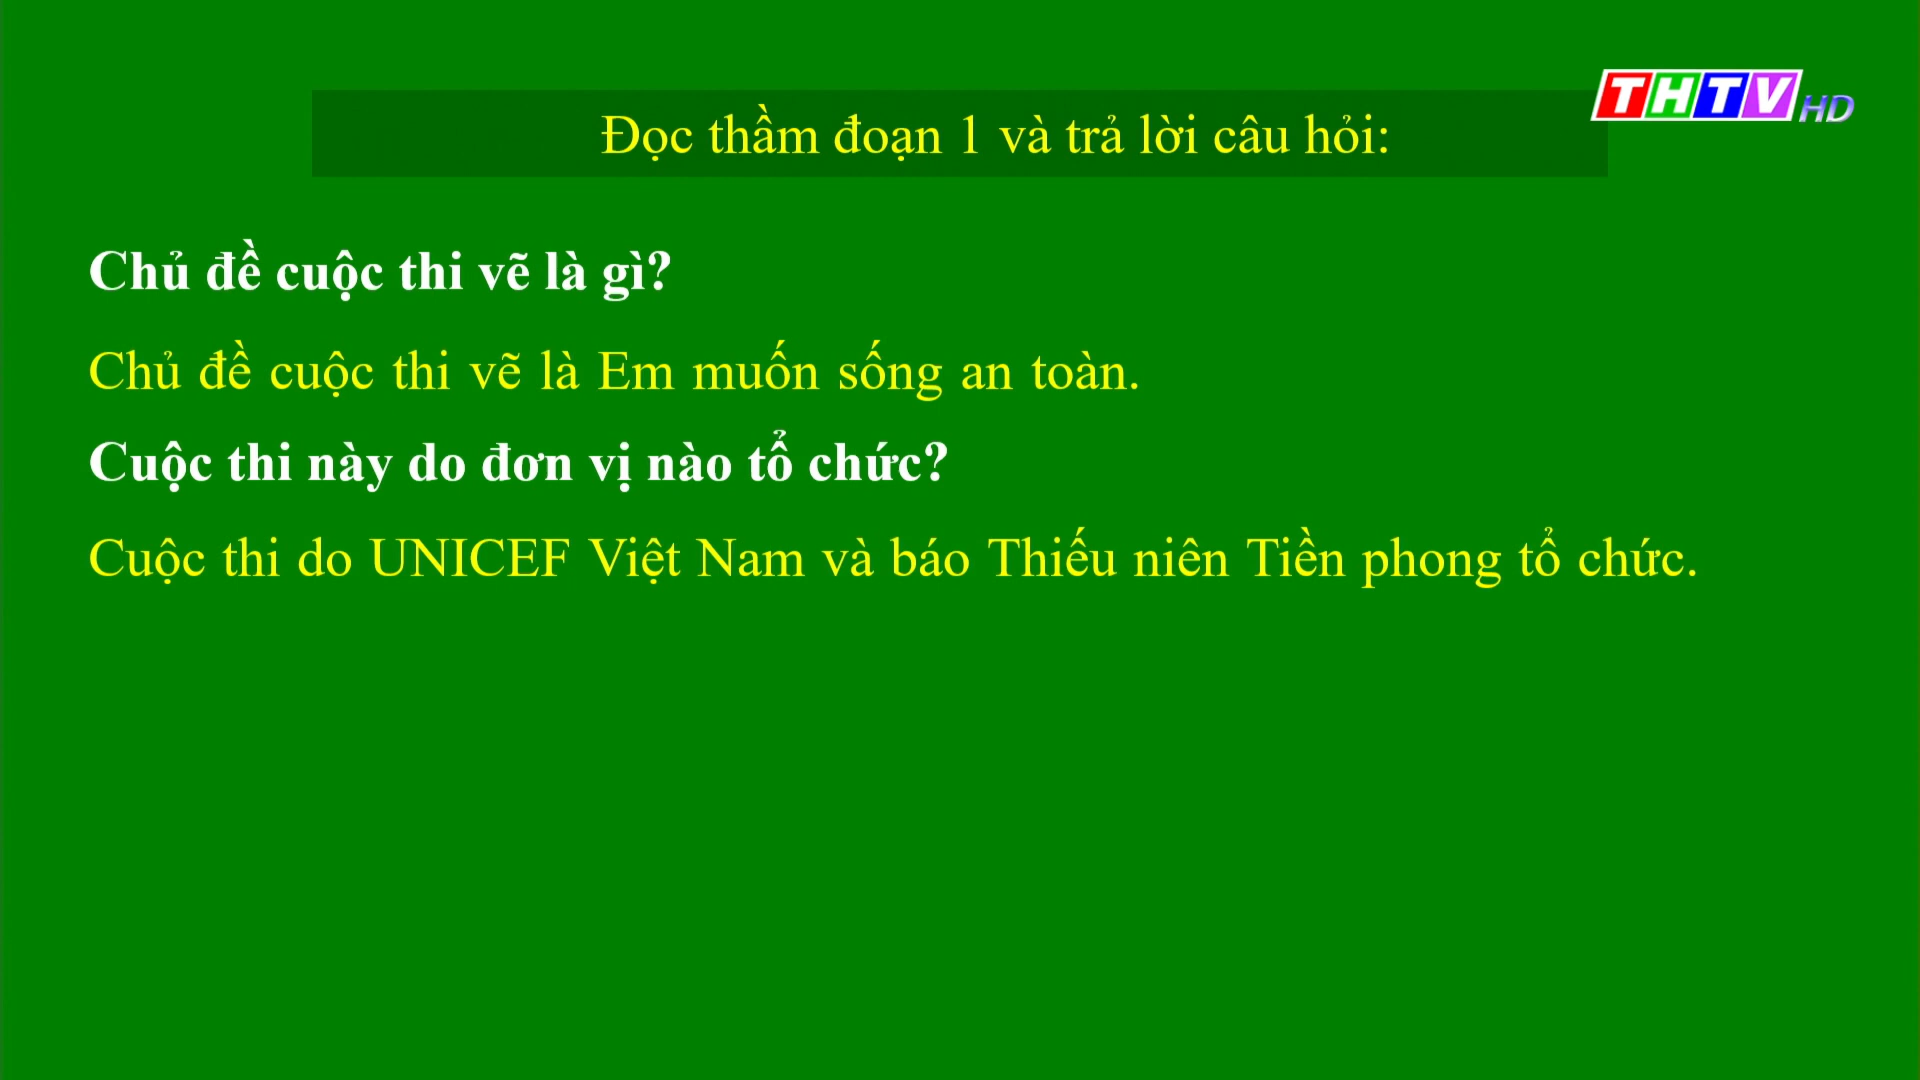 THTV HD
Đọc thầm đoạn 1 và trả lời câu hỏi:
Chủ đề cuộc thi vẽ là gì?
Chủ đề cuộc thi vẽ là Em muốn sống an toàn.
Cuộc thi này do đơn vị nào tổ chức?
Cuộc thi do UNICEF Việt Nam và báo Thiếu niên Tiền phong tổ chức.